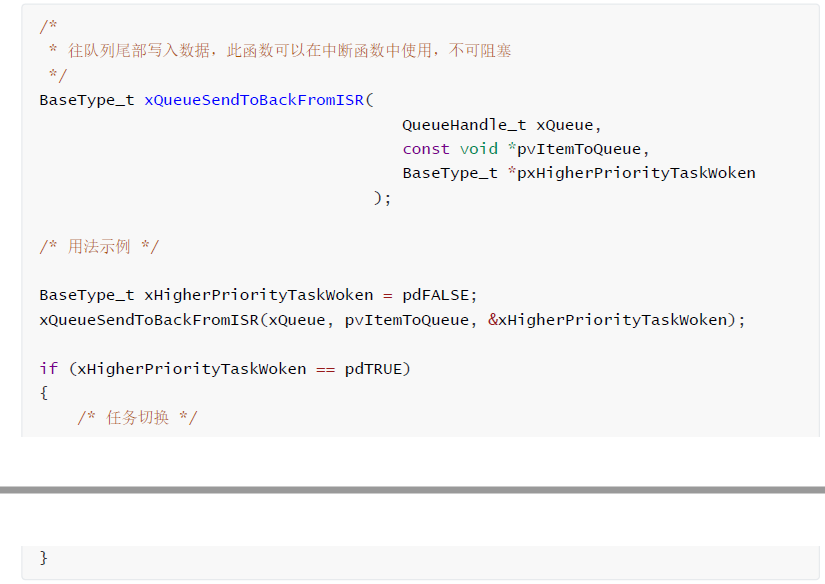 /*
 * 往队列尾部写入数据，此函数可以在中断函数中使用，不可阻塞
 */
BaseType_t xQueueSendToBackFromISR(
                                      QueueHandle_t xQueue,
                                      const void *pvItemToQueue,
                                      BaseType_t *pxHigherPriorityTaskWoken
                                   );
/* 用法示例 */
BaseType_t xHigherPriorityTaskWoken = pdFALSE;
xQueueSendToBackFromISR(xQueue, pvItemToQueue, &xHigherPriorityTaskWoken);
if (xHigherPriorityTaskWoken == pdTRUE)
{
    /* 任务切换 */
}